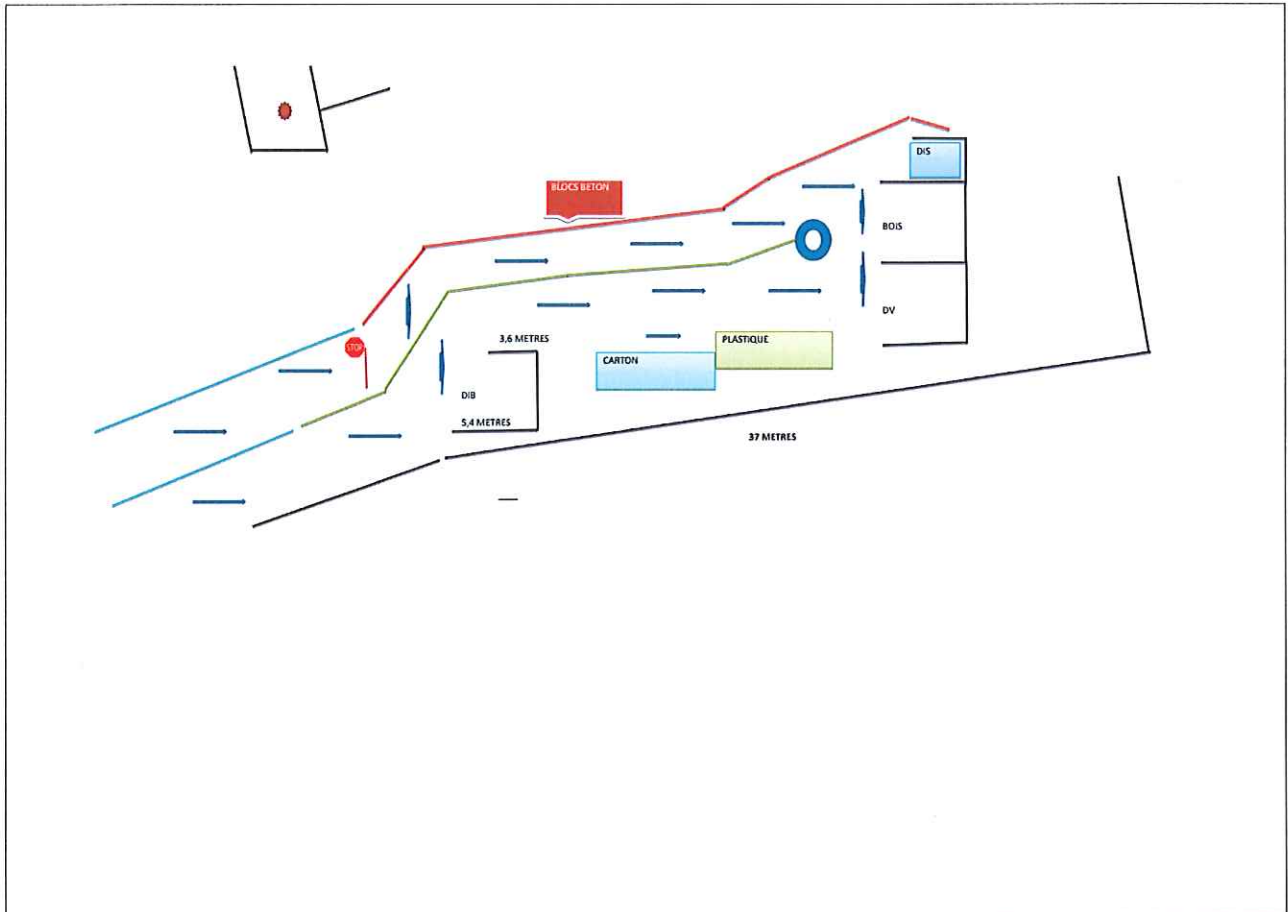 DIS
BLOCS BETON
BOIS
DV
3,6 METRES
PLASTIQUE
STOP
CARTON
DIB
5,4 METRES
37 METRES